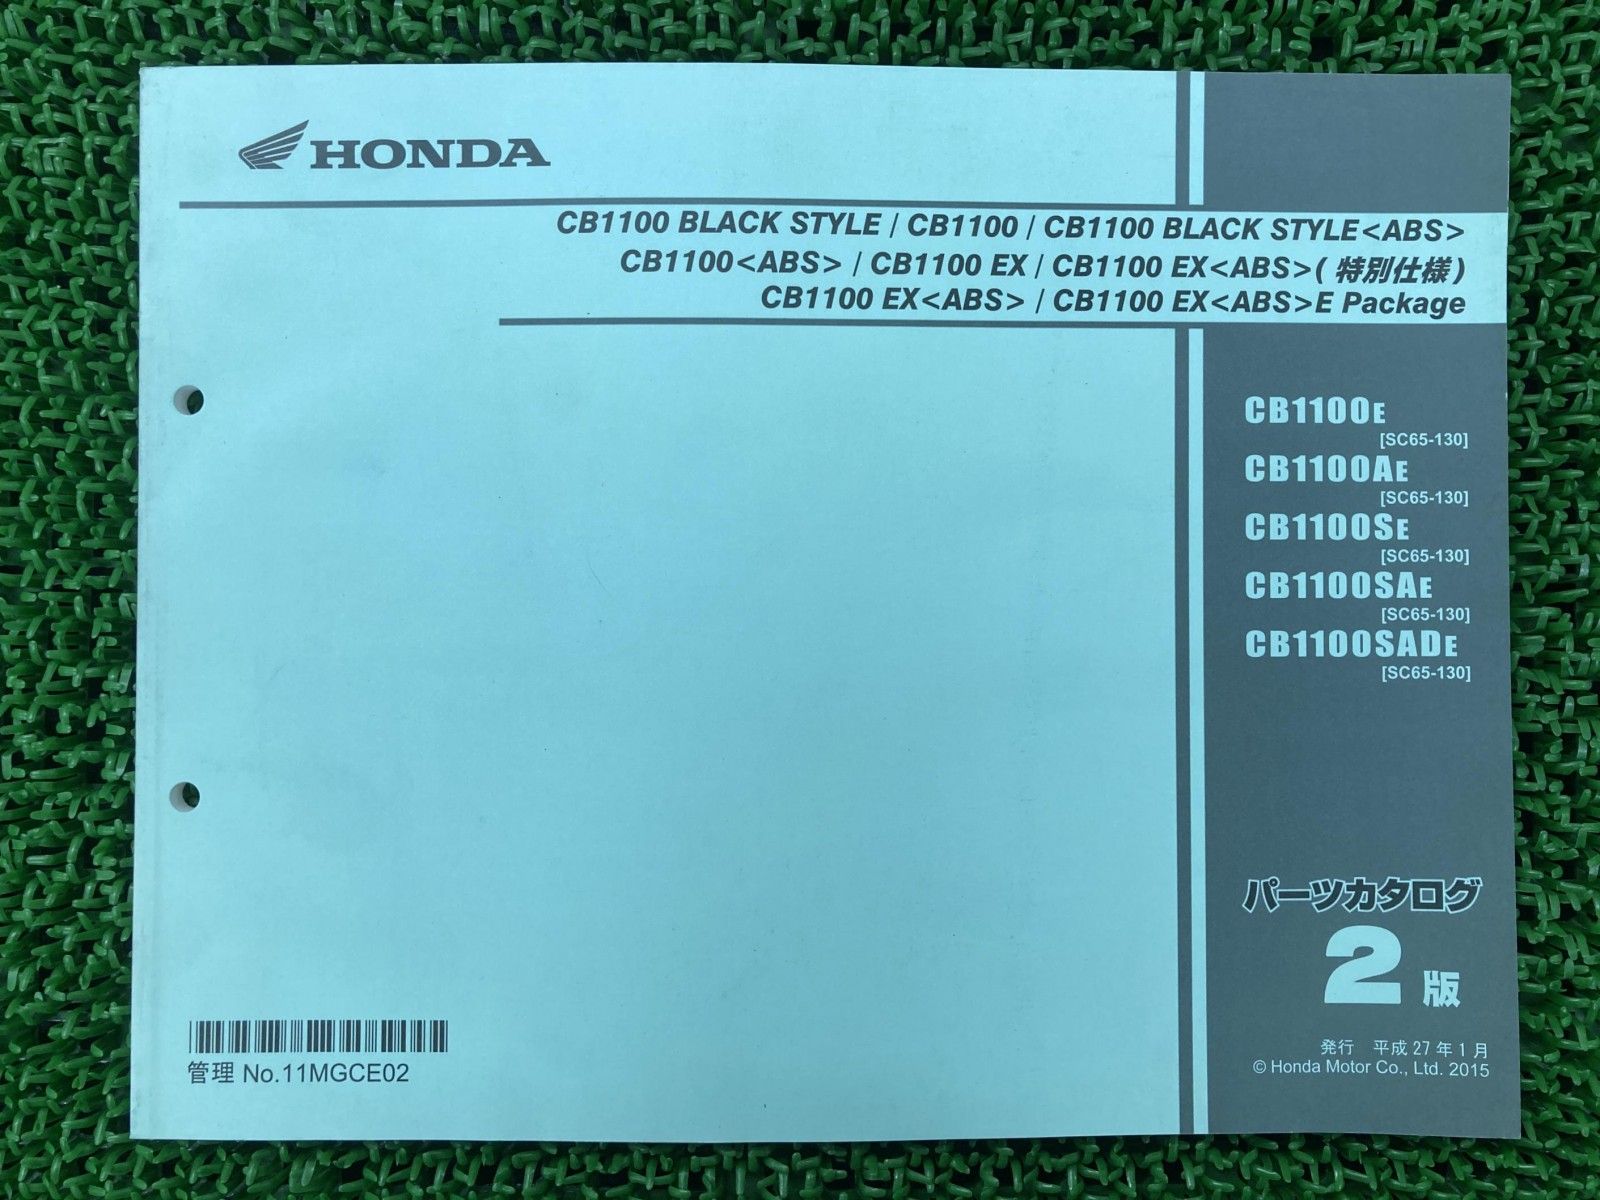 HONDA
CB1100 BLACK STYLE / CB1100 / CB1100 BLACK STYLE<ABS>
CB1100<ABS> / CB1100 EX / CB1100 EX<ABS>(特別仕様)
CB1100 EX<ABS> / CB1100 EX<ABS>E Package
CB1100E
[SC65-130]
CB1100AE
[SC65-130]
CB1100SE
[SC65-130]
CB1100SAE
[SC65-130]
CB1100SADE
[SC65-130]
パーツカタログ
2版
発行 平成27年1月
© Honda Motor Co., Ltd. 2015
管理 No.11MGCE02